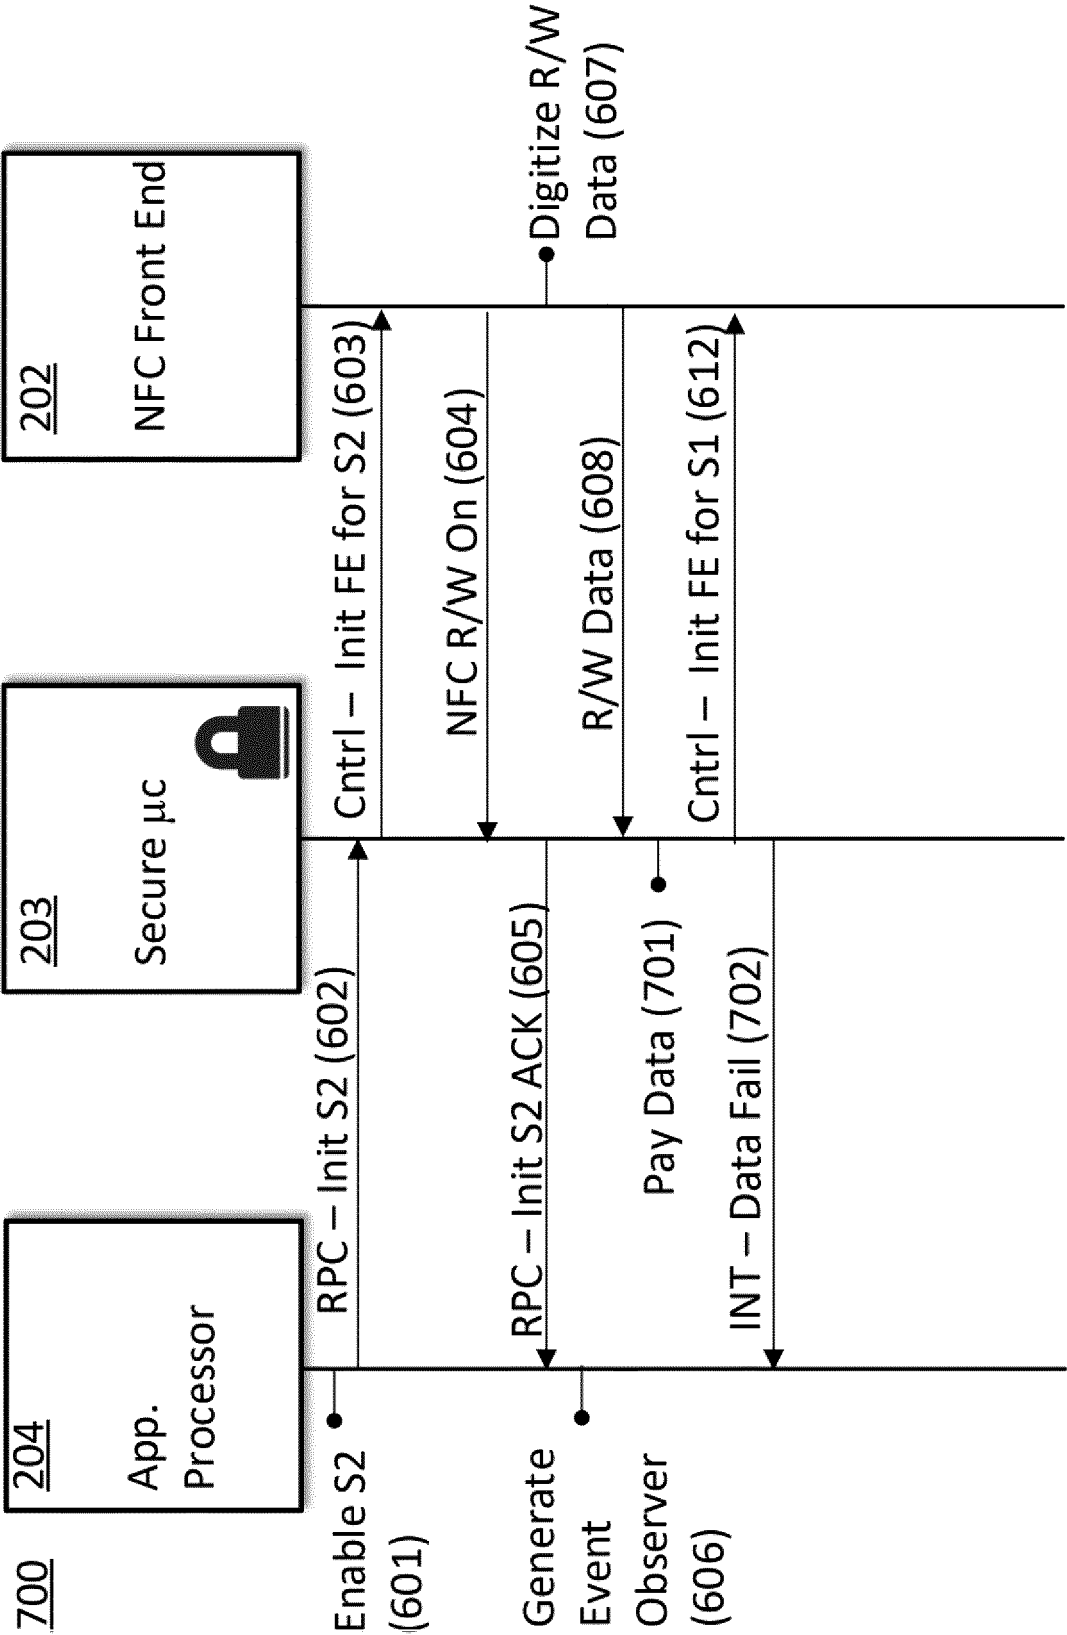 700
204
App.
Processor
203
Secure μc
202
NFC Front End
Enable S2
(601)
RPC – Init S2 (602)
Cntrl – Init FE for S2 (603)
NFC R/W On (604)
RPC – Init S2 ACK (605)
Generate
Event
Observer
(606)
Digitize R/W
Data (607)
R/W Data (608)
Pay Data (701)
Cntrl – Init FE for S1 (612)
INT – Data Fail (702)